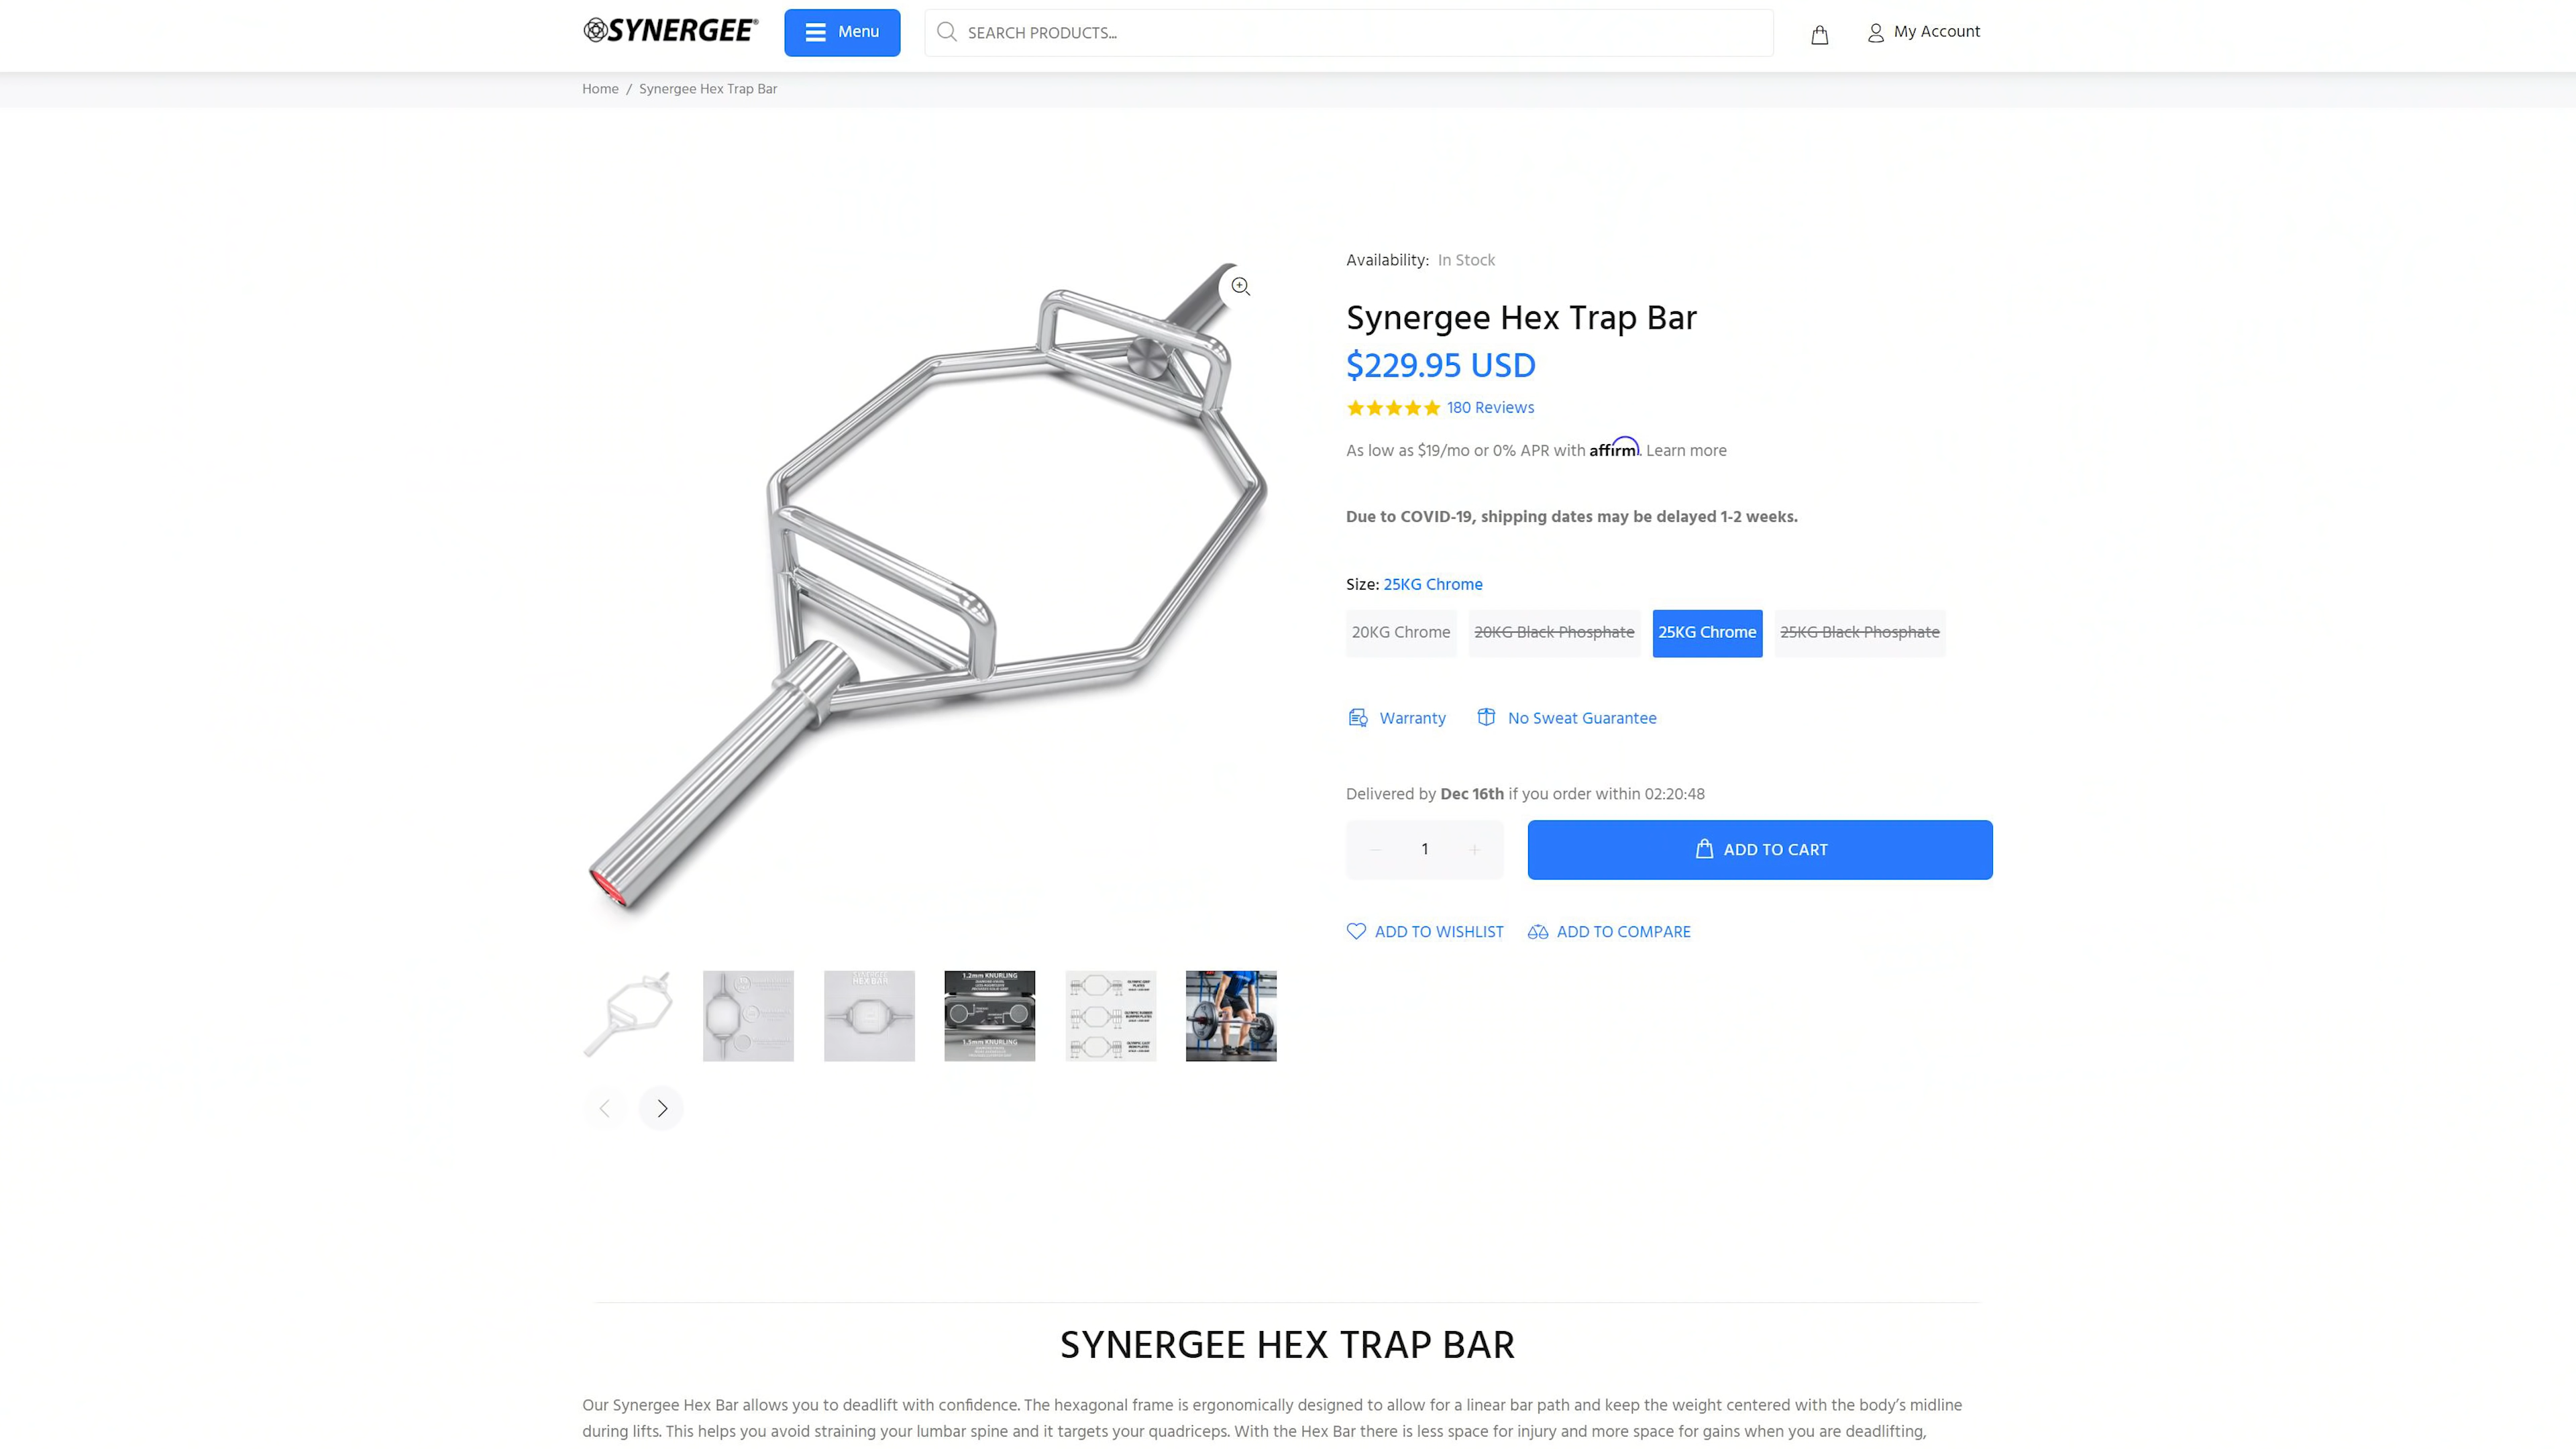 SYNERGEE®
Menu
SEARCH PRODUCTS...
My Account
Home / Synergee Hex Trap Bar
Availability: In Stock
Synergee Hex Trap Bar
$229.95 USD
180 Reviews
As low as $19/mo or 0% APR with affirm. Learn more
Due to COVID-19, shipping dates may be delayed 1-2 weeks.
Size: 25KG Chrome
20KG Chrome 20KG Black Phosphate 25KG Chrome 25KG Black Phosphate
Warranty No Sweat Guarantee
Delivered by Dec 16th if you order within 02:20:48
1
ADD TO CART
ADD TO WISHLIST ADD TO COMPARE
HEX BAR
1.2mm KNURLING
1.5mm KNURLING
SYNERGEE HEX TRAP BAR
Our Synergee Hex Bar allows you to deadlift with confidence. The hexagonal frame is ergonomically designed to allow for a linear bar path and keep the weight centered with the body's midline
during lifts. This helps you avoid straining your lumbar spine and it targets your quadriceps. With the Hex Bar there is less space for injury and more space for gains when you are deadlifting,